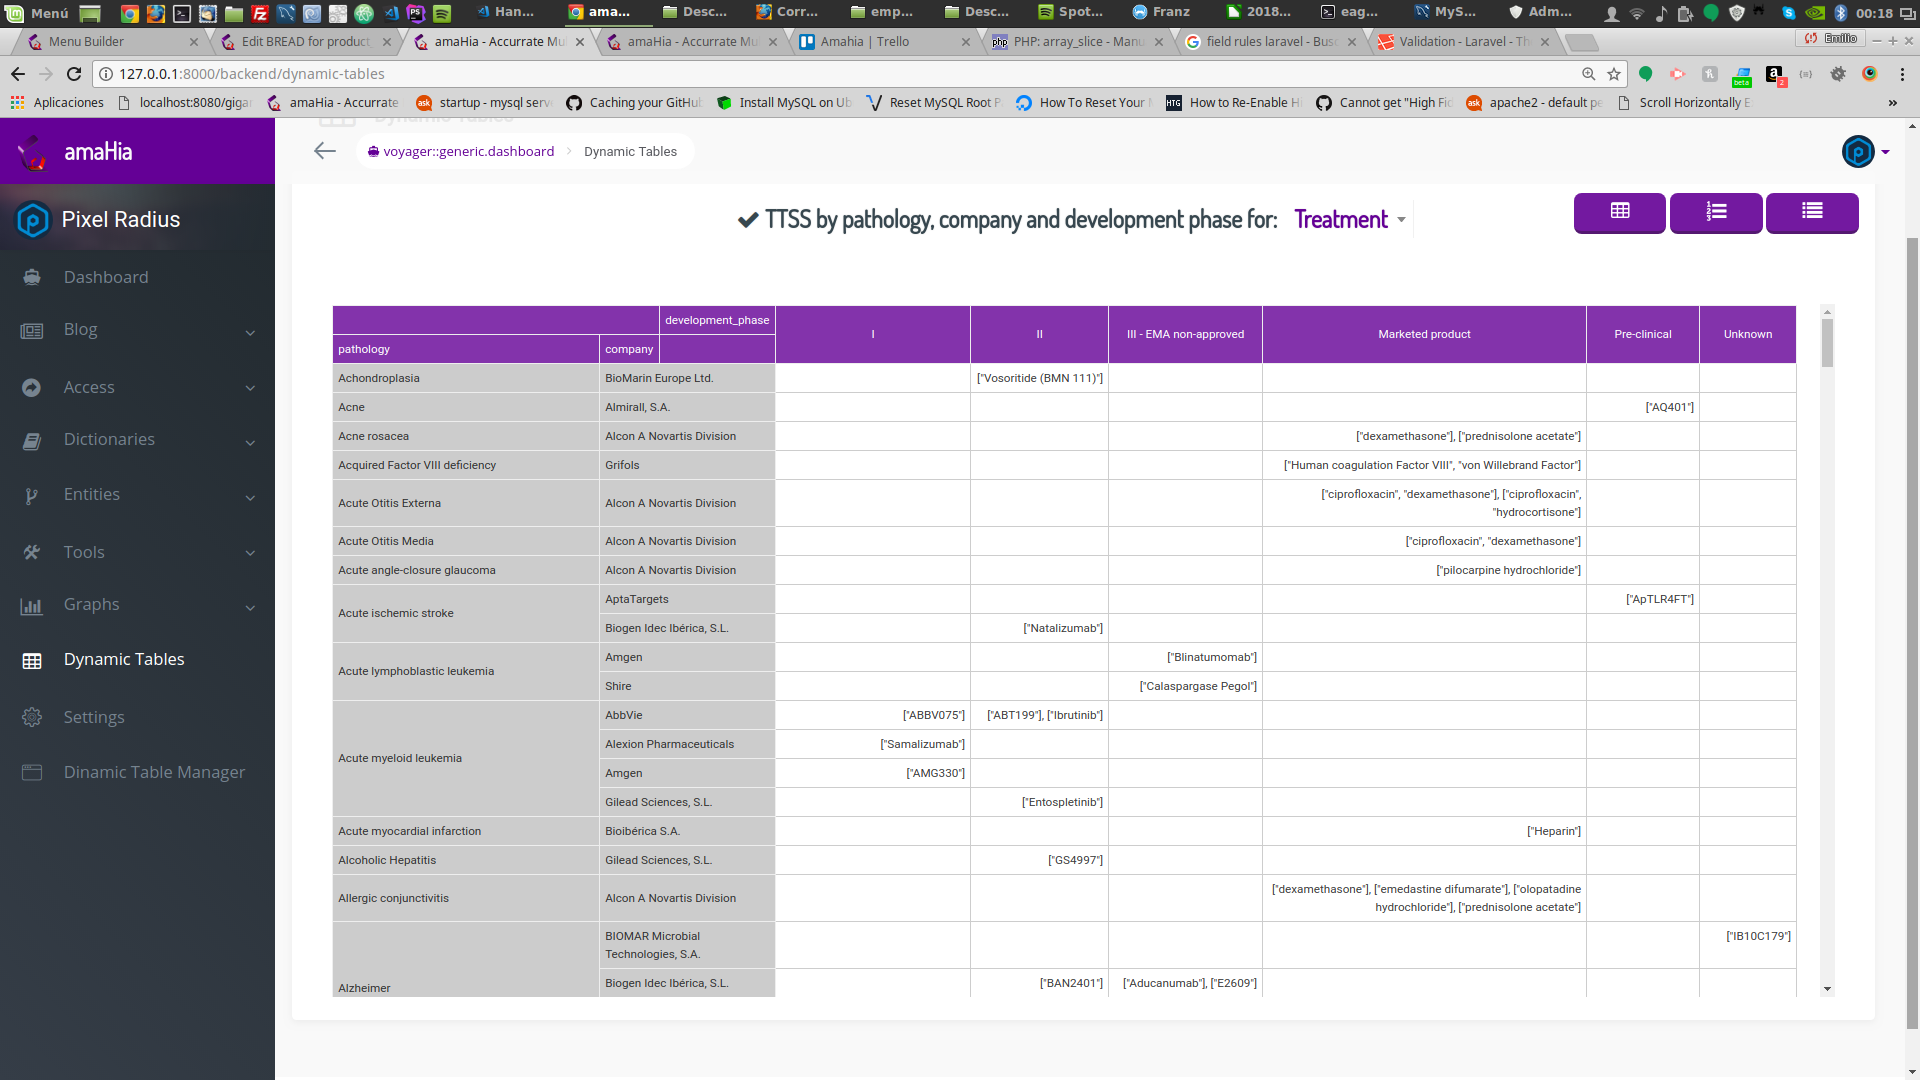 Menú
Han...
ama...
Desc...
Corr...
emp...
Desc...
Spot...
Franz
2018...
eag...
MyS...
Adm...
00:18
Menu Builder
Edit BREAD for product
amaHia - Accurrate Mu
amaHia - Accurrate Mu
Amahia | Trello
PHP: array_slice - Manu
field rules laravel - Busc
Validation - Laravel - Th
Emilio
127.0.0.1:8000/backend/dynamic-tables
Aplicaciones
localhost:8080/gigar
amaHia - Accurrate
startup - mysql serve
Caching your GitHub
Install MySQL on Ub
Reset MySQL Root P
How To Reset Your
How to Re-Enable Hi
Cannot get "High Fid
apache2 - default pe
Scroll Horizontally E
»
amaHia
Dynamic Tables
voyager::generic.dashboard
Dynamic Tables
Pixel Radius
Dashboard
Blog
Access
Dictionaries
Entities
Tools
Graphs
Dynamic Tables
Settings
Dinamic Table Manager
TTSS by pathology, company and development phase for: Treatment
development_phase I II III - EMA non-approved Marketed product Pre-clinical Unknown
pathology company
Achondroplasia BioMarin Europe Ltd. ["Vosoritide (BMN 111)"]
Acne Almirall, S.A. ["AQ401"]
Acne rosacea Alcon A Novartis Division ["dexamethasone"], ["prednisolone acetate"]
Acquired Factor VIII deficiency Grifols ["Human coagulation Factor VIII", "von Willebrand Factor"]
Acute Otitis Externa Alcon A Novartis Division ["ciprofloxacin", "dexamethasone"], ["ciprofloxacin",
"hydrocortisone"]
Acute Otitis Media Alcon A Novartis Division ["ciprofloxacin", "dexamethasone"]
Acute angle-closure glaucoma Alcon A Novartis Division ["pilocarpine hydrochloride"]
Acute ischemic stroke AptaTargets ["ApTLR4FT"]
Biogen Idec Ibérica, S.L. ["Natalizumab"]
Acute lymphoblastic leukemia Amgen ["Blinatumomab"]
Shire ["Calaspargase Pegol"]
Acute myeloid leukemia AbbVie ["ABBV075"] ["ABT199"], ["Ibrutinib"]
Alexion Pharmaceuticals ["Samalizumab"]
Amgen ["AMG330"]
Gilead Sciences, S.L. ["Entospletinib"]
Acute myocardial infarction Bioibérica S.A. ["Heparin"]
Alcoholic Hepatitis Gilead Sciences, S.L. ["GS4997"]
Allergic conjunctivitis Alcon A Novartis Division ["dexamethasone"], ["emedastine difumarate"], ["olopatadine
hydrochloride"], ["prednisolone acetate"]
Alzheimer BIOMAR Microbial
Technologies, S.A. ["IB10C179"]
Biogen Idec Ibérica, S.L. ["BAN2401"] ["Aducanumab"], ["E2609"]